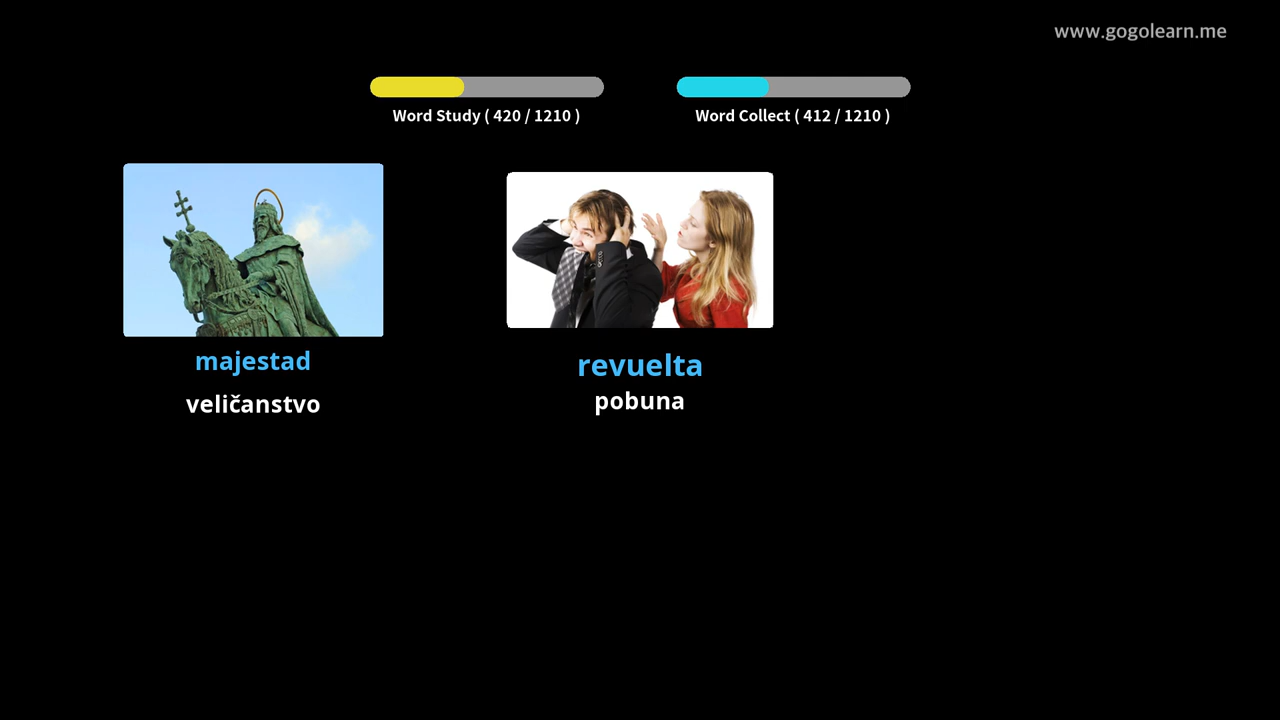 www.gogolearn.me
Word Study ( 420 / 1210 )
Word Collect ( 412 / 1210 )
majestad
veličanstvo
revuelta
pobuna